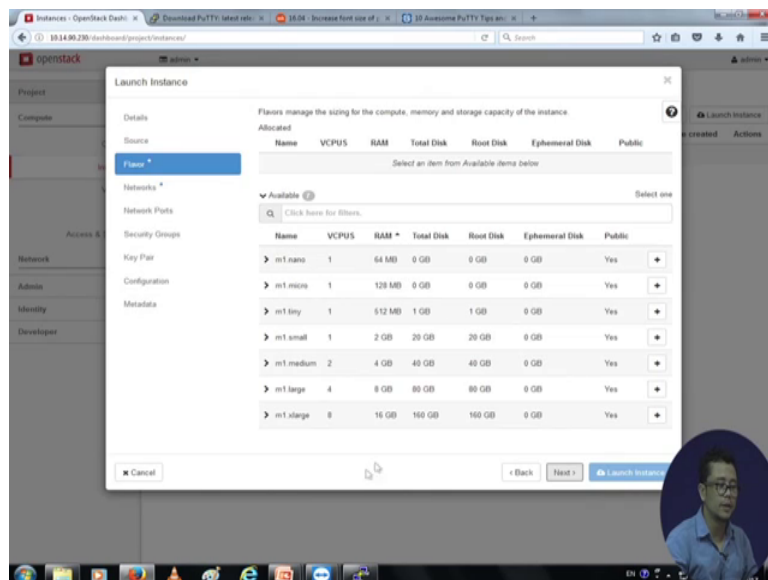 Instances - OpenStack Dashb
Download PuTTY: latest rele
16.04 - Increase font size of
10 Awesome PuTTY Tips an
10.14.90.230/dashboard/project/instances/
Search
openstack
admin
admin
Project
Launch Instance
Compute
Launch Instance
e created Actions
Access &
Network
Admin
Identity
Developer
Details
Source
Flavor *
Networks *
Network Ports
Security Groups
Key Pair
Configuration
Metadata
Flavors manage the sizing for the compute, memory and storage capacity of the instance.
Allocated
Name VCPUS RAM Total Disk Root Disk Ephemeral Disk Public
Select an item from Available items below
Available 7 Select one
Click here for filters.
Name VCPUS RAM Total Disk Root Disk Ephemeral Disk Public
m1.nano 1 64 MB 0 GB 0 GB 0 GB Yes
m1.micro 1 128 MB 0 GB 0 GB 0 GB Yes
m1.tiny 1 512 MB 1 GB 1 GB 0 GB Yes
m1.small 1 2 GB 20 GB 20 GB 0 GB Yes
m1.medium 2 4 GB 40 GB 40 GB 0 GB Yes
m1.large 4 8 GB 80 GB 80 GB 0 GB Yes
m1.xlarge 8 16 GB 160 GB 160 GB 0 GB Yes
Cancel
< Back
Next >
Launch Instance
EN